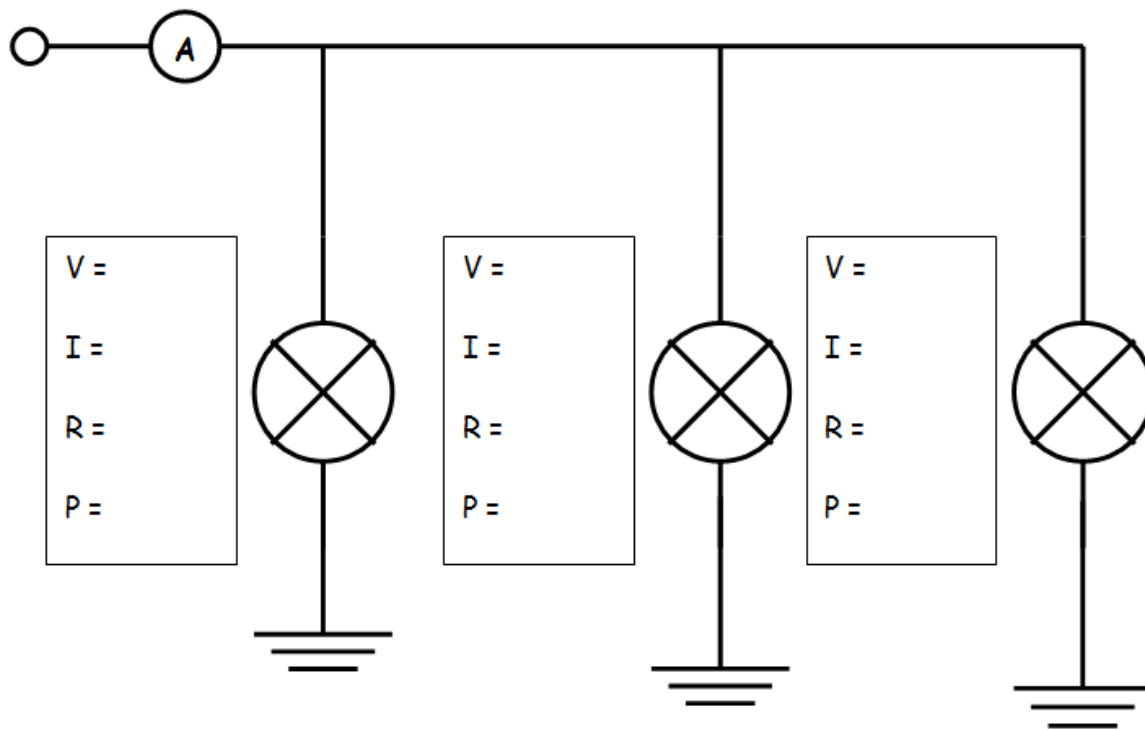 A
V =
I =
R =
P =
V =
I =
R =
P =
V =
I =
R =
P =